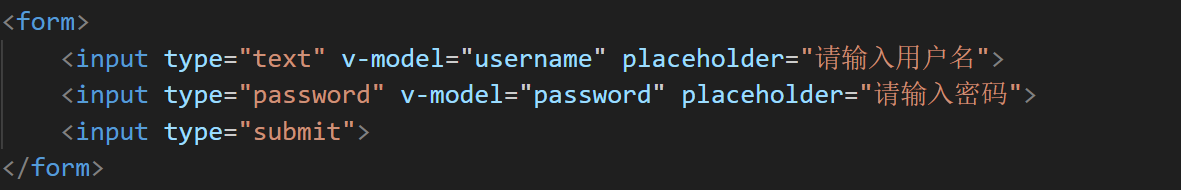 <form>
<input type="text" v-model="username" placeholder="请输入用户名">
<input type="password" v-model="password" placeholder="请输入密码">
<input type="submit">
</form>